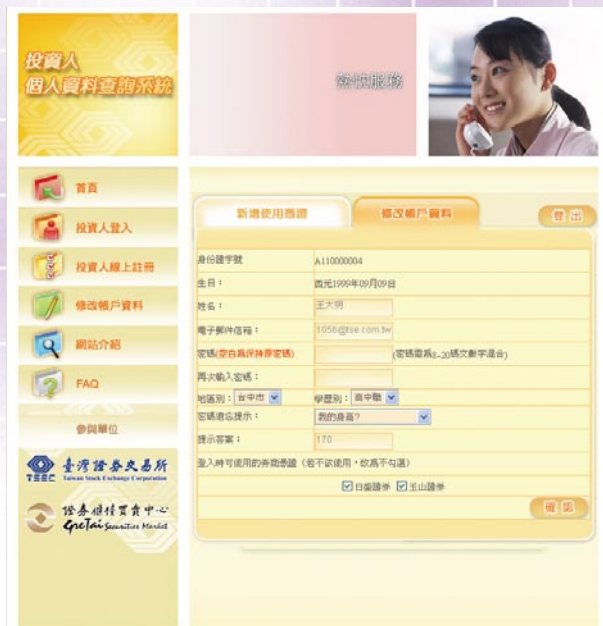 投資人
個人資料查詢系統
首頁
投資人登入
投資人線上註冊
修改帳戶資料
網站介紹
FAQ
參與單位
臺灣證券交易所
TSEC Taiwan Stock Exchange Corporation
證券櫃檯買賣中心
GreTai Securities Market
新增使用憑證
修改帳戶資料
登出
身份證字號 A110000004
生日： 西元1999年09月09日
姓名： 王大明
電子郵件信箱： 1056@tse.com.tw
密碼(空白為保持原密碼) (密碼需為8-20碼文數字混合)
再次輸入密碼：
地區別： 台中市 學歷別： 高中職
密碼遺忘提示： 我的身高?
提示答案： 170
登入時可使用的券商憑證（若不欲使用，改為不勾選）
日盛證券 玉山證券
確認